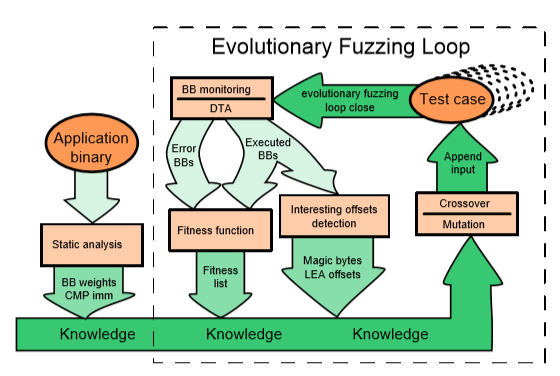 Evolutionary Fuzzing Loop
BB monitoring
DTA
evolutionary fuzzing
loop close
Test case
Application
binary
Error
BBs
Executed
BBs
Append
input
Static analysis
Fitness function
Interesting offsets
detection
Crossover
Mutation
BB weights
CMP imm
Fitness
list
Magic bytes
LEA offsets
Knowledge
Knowledge
Knowledge